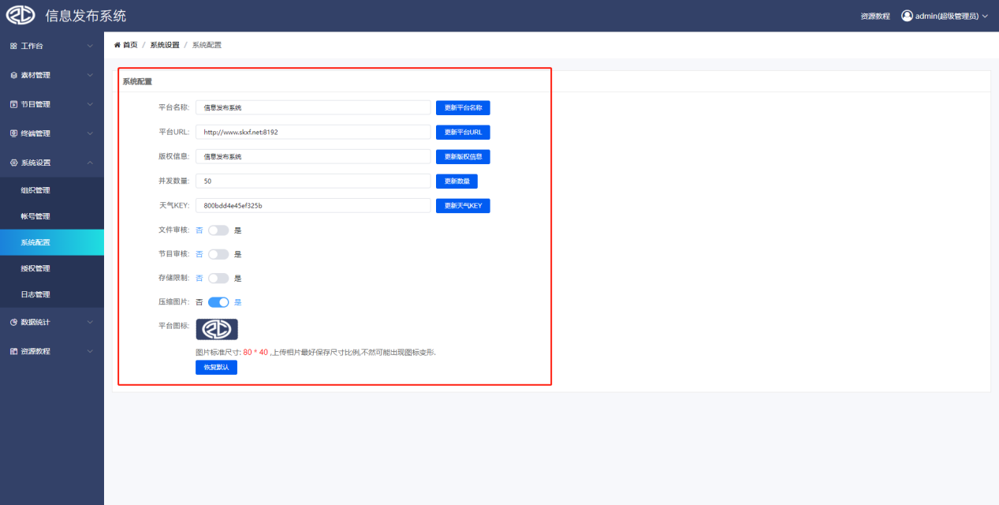 信息发布系统
资源教程 admin(超级管理员)
工作台
素材管理
节目管理
终端管理
系统设置
组织管理
帐号管理
系统配置
授权管理
日志管理
数据统计
资源教程
首页 / 系统设置 / 系统配置
系统配置
平台名称: 信息发布系统 更新平台名称
平台URL: http://www.skxf.net:8192 更新平台URL
版权信息: 信息发布系统 更新版权信息
并发数量: 50 更新数量
天气KEY: 800bdd4e45ef325b 更新天气KEY
文件审核: 否 是
节目审核: 否 是
存储限制: 否 是
压缩图片: 否 是
平台图标:
图片标准尺寸: 80 * 40 ,上传相片最好保存尺寸比例,不然可能出现图标变形.
恢复默认